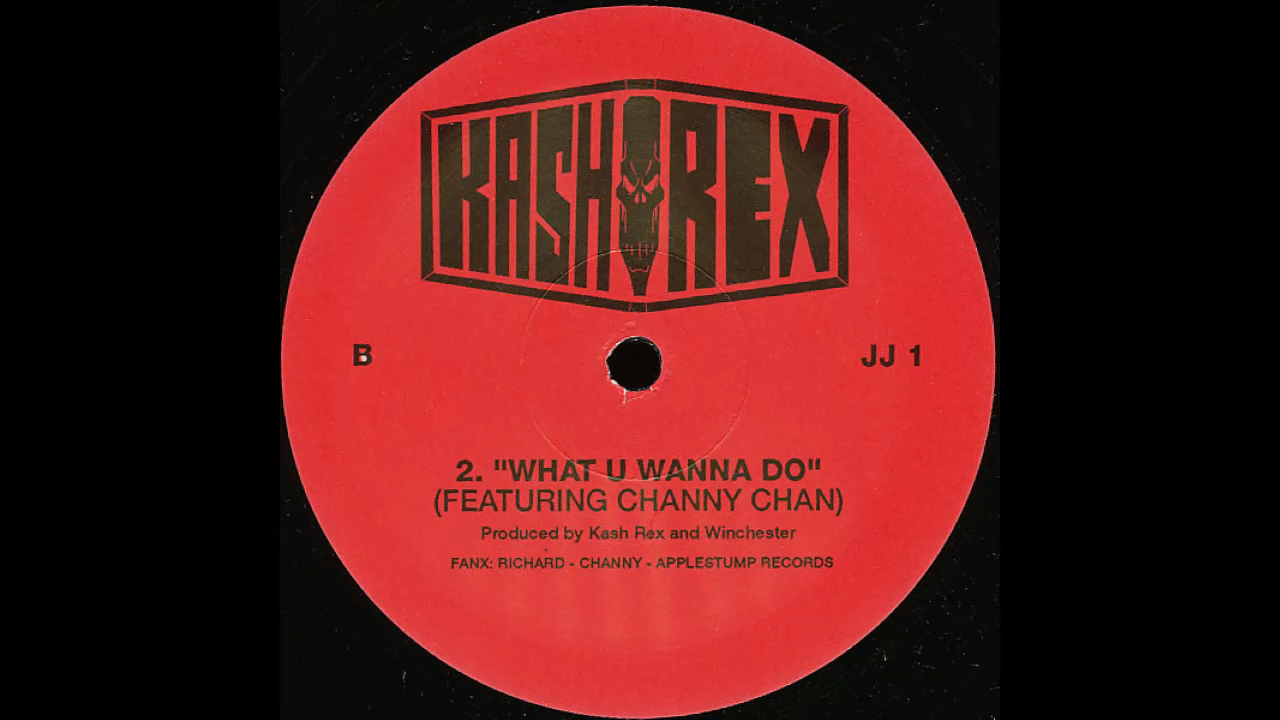 KASH REX
B
JJ 1
2. "WHAT U WANNA DO"
(FEATURING CHANNY CHAN)
Produced by Kash Rex and Winchester
FANX: RICHARD - CHANNY - APPLESTUMP RECORDS